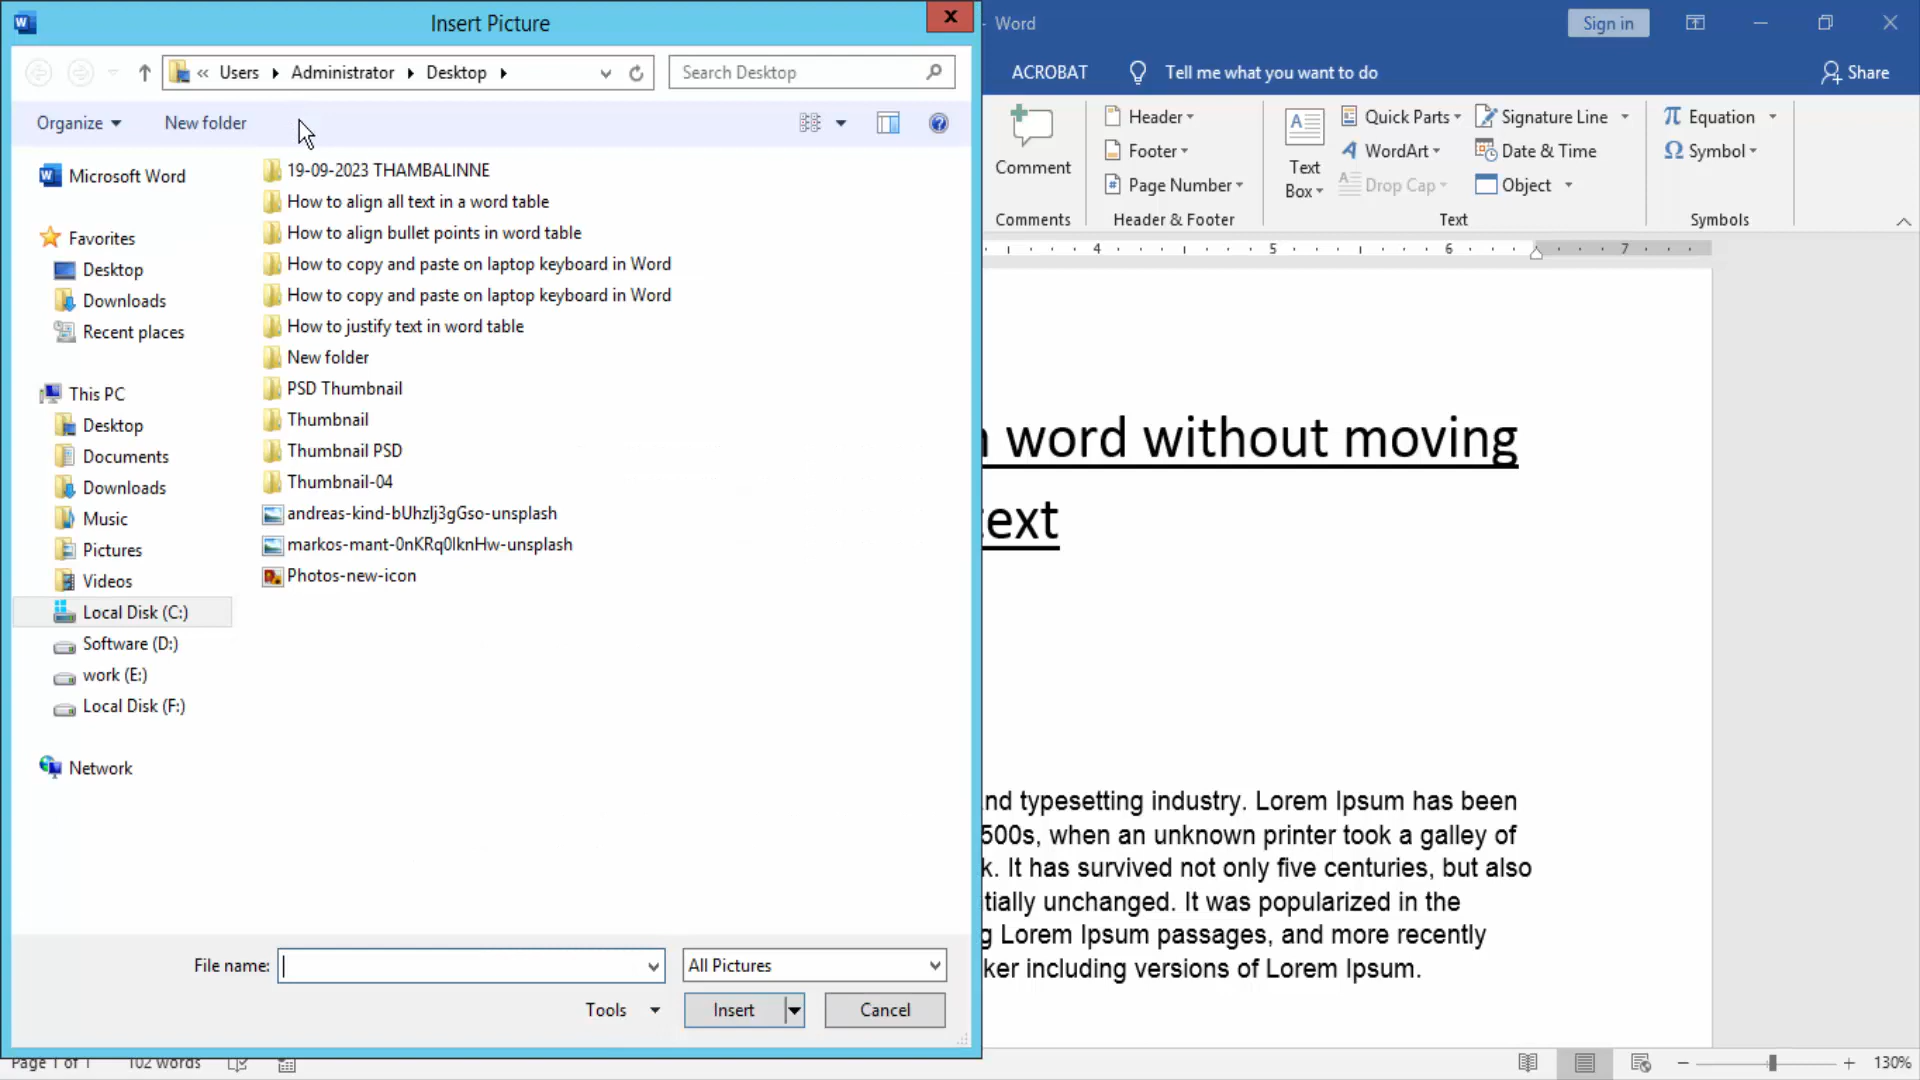 Insert Picture
Word
Sign in
« Users Administrator Desktop
Search Desktop
ACROBAT
Tell me what you want to do
Share
Organize
New folder
Microsoft Word
Favorites
Desktop
Downloads
Recent places
This PC
Desktop
Documents
Downloads
Music
Pictures
Videos
Local Disk (C:)
Software (D:)
work (E:)
Local Disk (F:)
Network
19-09-2023 THAMBALINNE
How to align all text in a word table
How to align bullet points in word table
How to copy and paste on laptop keyboard in Word
How to copy and paste on laptop keyboard in Word
How to justify text in word table
New folder
PSD Thumbnail
Thumbnail
Thumbnail PSD
Thumbnail-04
andreas-kind-bUhzlj3gGso-unsplash
markos-mant-0nKRq0lknHw-unsplash
Photos-new-icon
File name:
All Pictures
Tools
Insert
Cancel
Comment
Comments
Header
Footer
Page Number
Header & Footer
Text
Box
Quick Parts
WordArt
Drop Cap
Signature Line
Date & Time
Object
Text
Equation
Symbol
Symbols
4 5 6 7
word without moving
text
nd typesetting industry. Lorem Ipsum has been
500s, when an unknown printer took a galley of
k. It has survived not only five centuries, but also
tially unchanged. It was popularized in the
g Lorem Ipsum passages, and more recently
ker including versions of Lorem Ipsum.
Page 1 of 1
102 words
130%